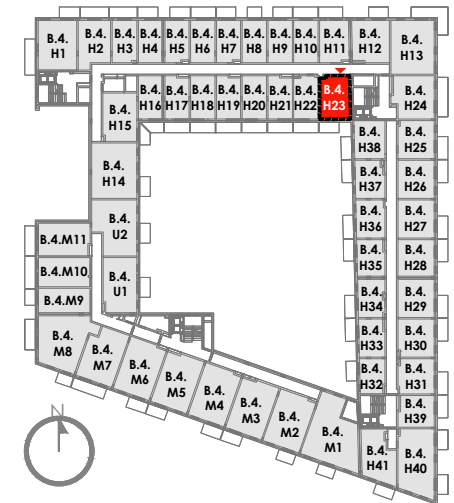 B.4.
H1
B.4.
H2
B.4.
H3
B.4.
H4
B.4.
H5
B.4.
H6
B.4.
H7
B.4.
H8
B.4.
H9
B.4.
H10
B.4.
H11
B.4.
H12
B.4.
H13
B.4.
H15
B.4.
H16
B.4.
H17
B.4.
H18
B.4.
H19
B.4.
H20
B.4.
H21
B.4.
H22
B.4.
H23
B.4.
H24
B.4.
H38
B.4.
H25
B.4.
H14
B.4.
H37
B.4.
H26
B.4.
U2
B.4.
H36
B.4.
H27
B.4.M11
B.4.
H35
B.4.
H28
B.4.M10
B.4.
U1
B.4.M9
B.4.
H34
B.4.
H29
B.4.
M8
B.4.
M7
B.4.
M6
B.4.
M5
B.4.
M4
B.4.
M3
B.4.
M2
B.4.
M1
B.4.
H33
B.4.
H30
B.4.
H32
B.4.
H31
B.4.
H39
B.4.
H41
B.4.
H40
N